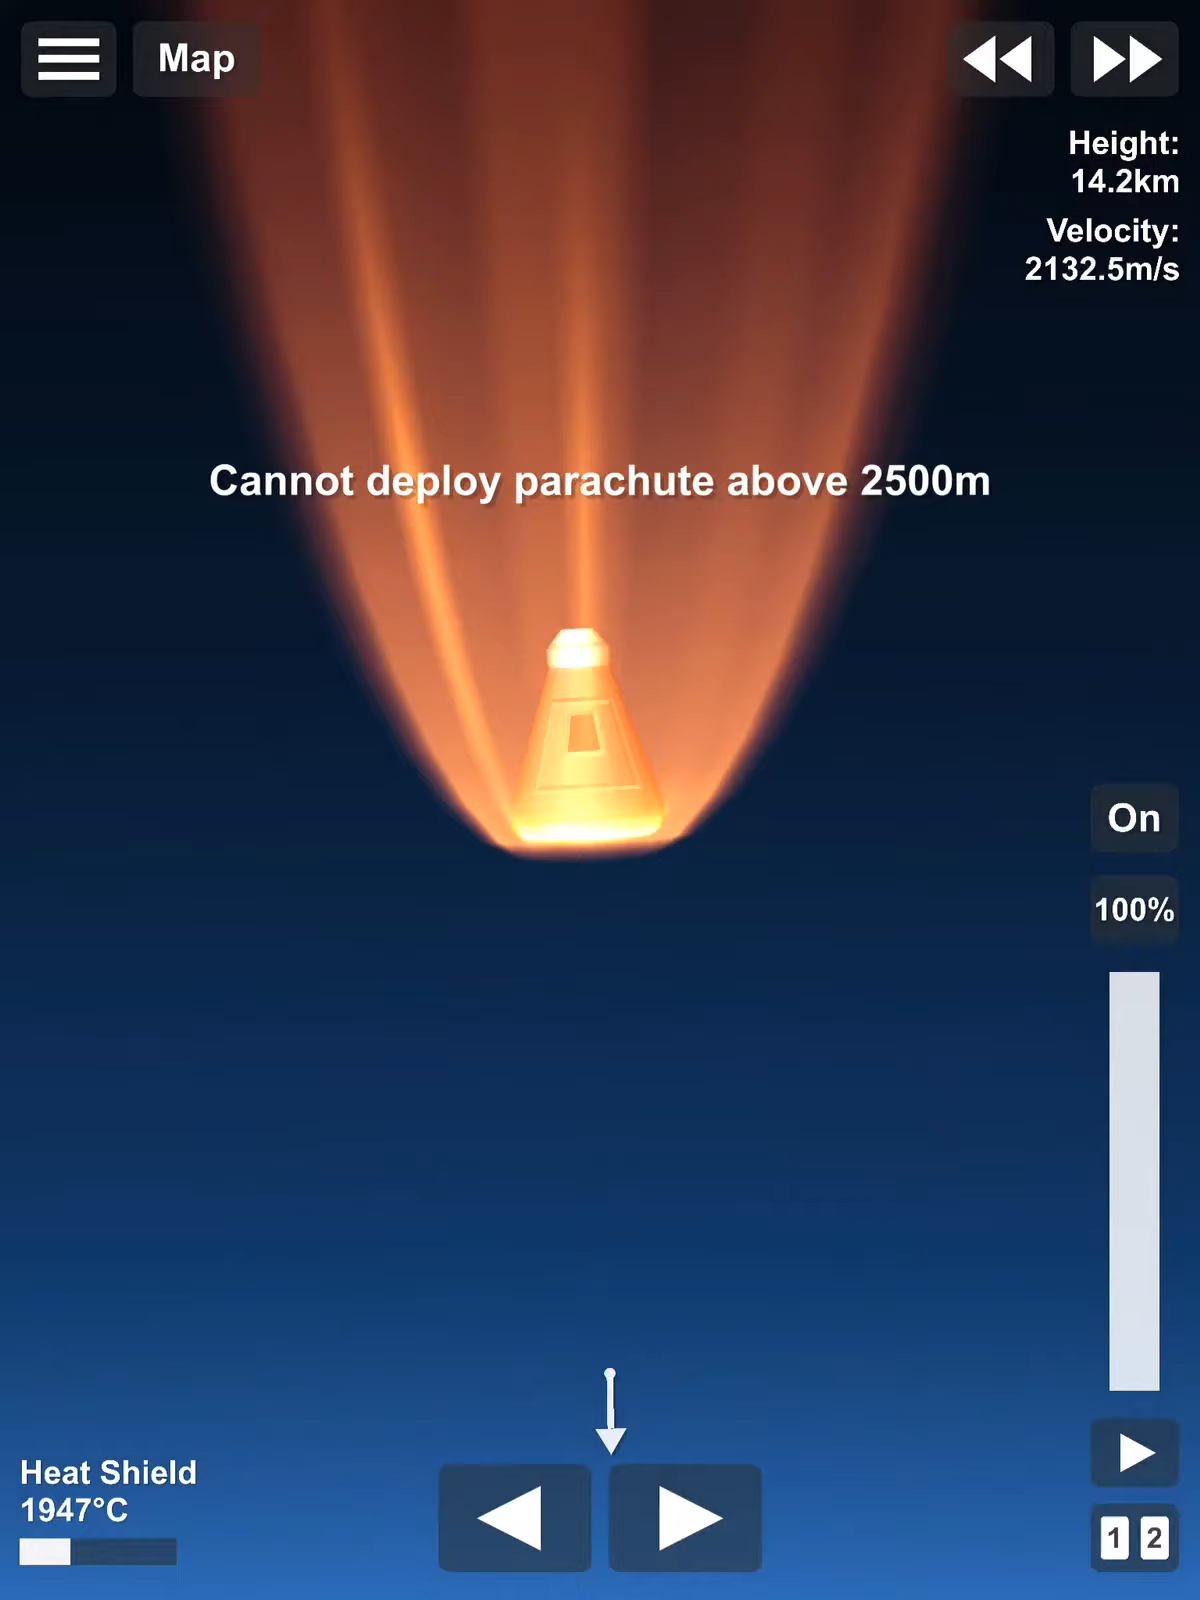 Map
Height:
14.2km
Velocity:
2132.5m/s
Cannot deploy parachute above 2500m
On
100%
Heat Shield
1947°C
1 2